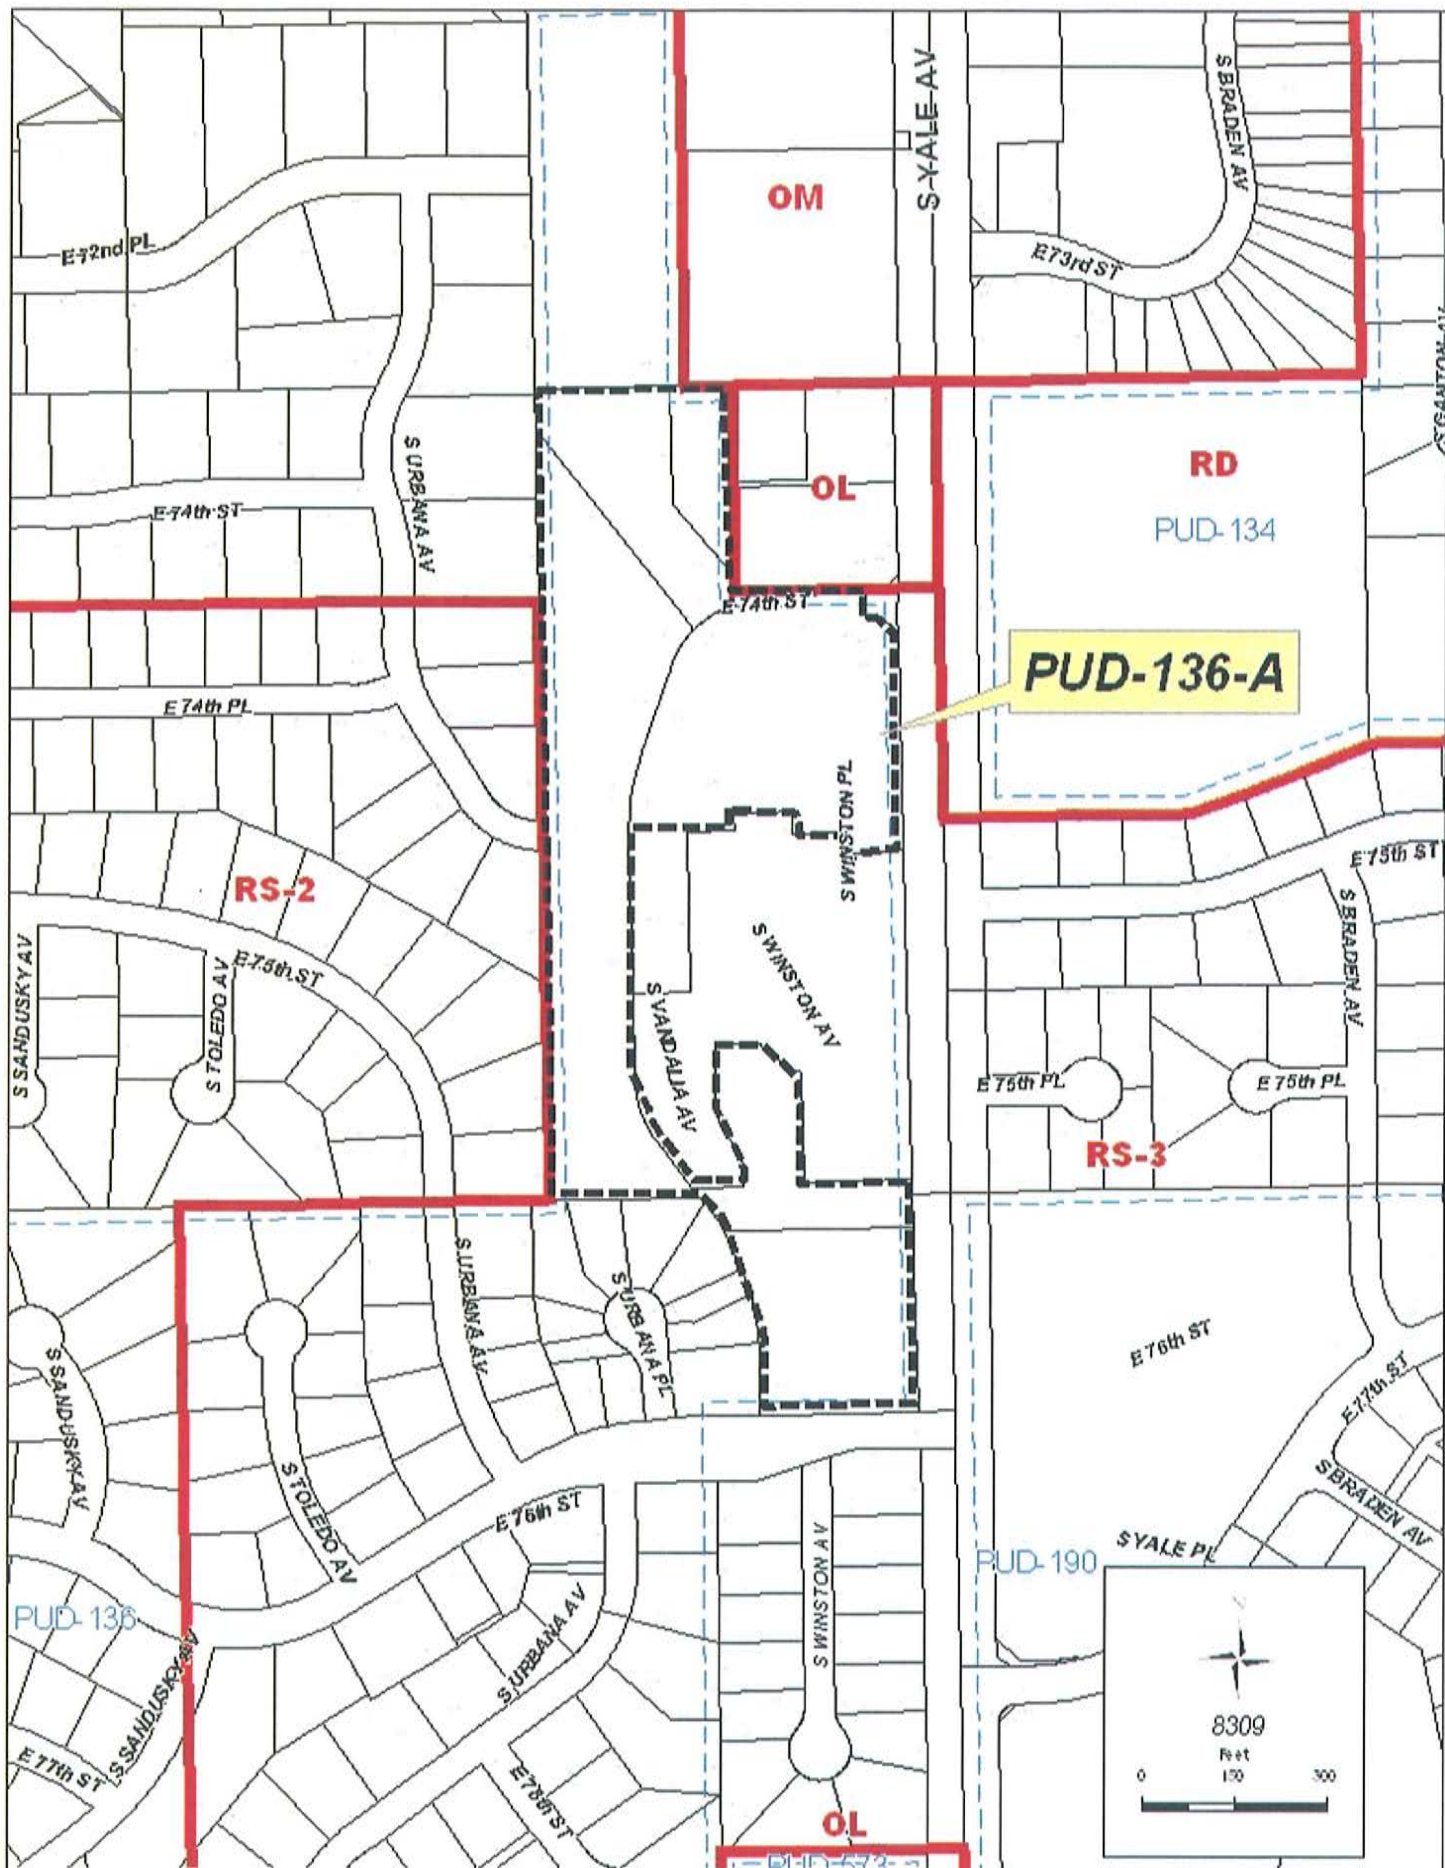 S YALE AV
S BRADEN AV
OM
E 72nd PL
E 73rd ST
S URBANA AV
RD
OL
E 74th ST
PUD-134
E 74th ST
PUD-136-A
E 74th PL
S WINSTON PL
E 75th ST
RS-2
S BRADEN AV
S WINSTON AV
S SANDUSKY AV
S TOLEDO AV
E 75th ST
S VANDALIA AV
E 75th PL
E 75th PL
RS-3
S URBANA AV
S URBANA PL
E 76th ST
S SANDUSKY AV
E 77th ST
S TOLEDO AV
S BRADEN AV
E 76th ST
S WINSTON AV
S YALE PL
PUD-190
PUD-136
S URBANA AV
S SANDUSKY AV
8309
Feet
0 150 300
E 77th ST
E 78th ST
OL
PUD-673